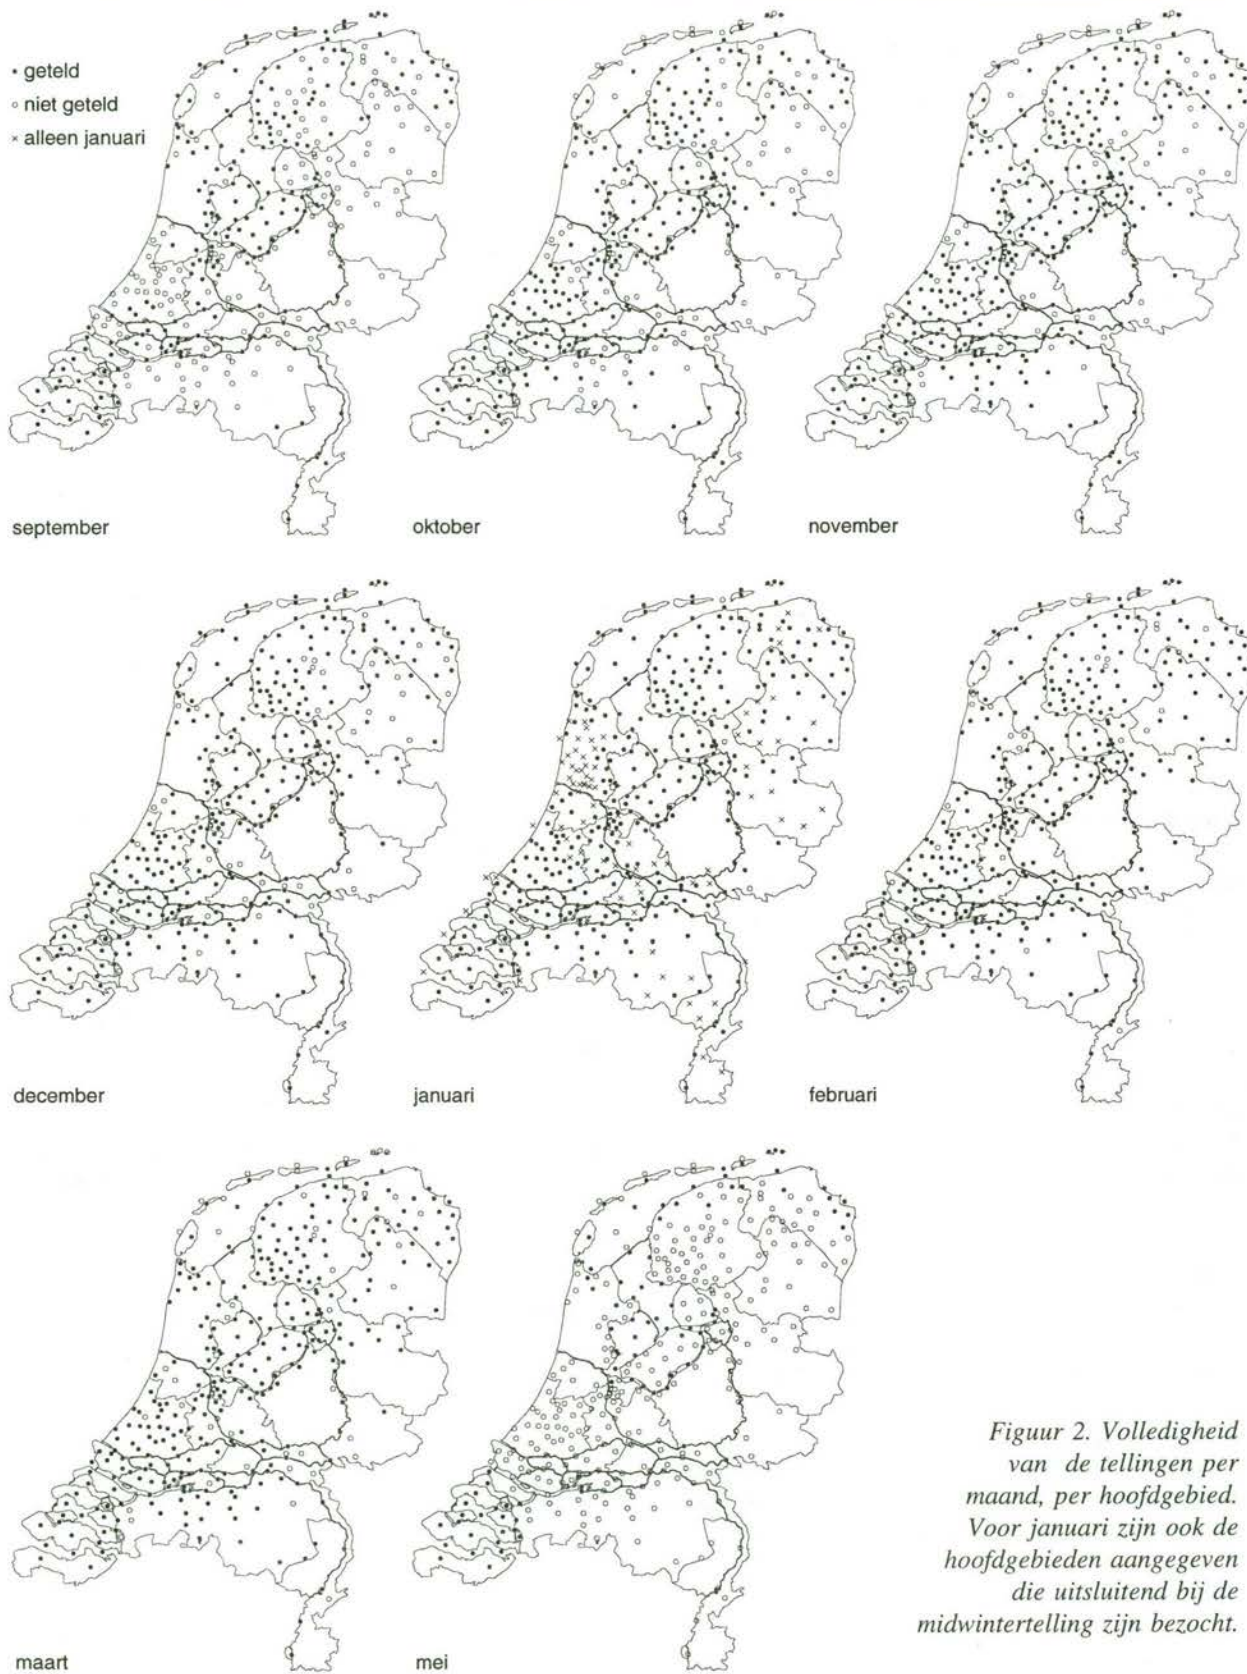 • geteld
○ niet geteld
× alleen januari
september
oktober
november
december
januari
februari
maart
mei
Figuur 2. Volledigheid
van de tellingen per
maand, per hoofdgebied.
Voor januari zijn ook de
hoofdgebieden aangegeven
die uitsluitend bij de
midwintertelling zijn bezocht.